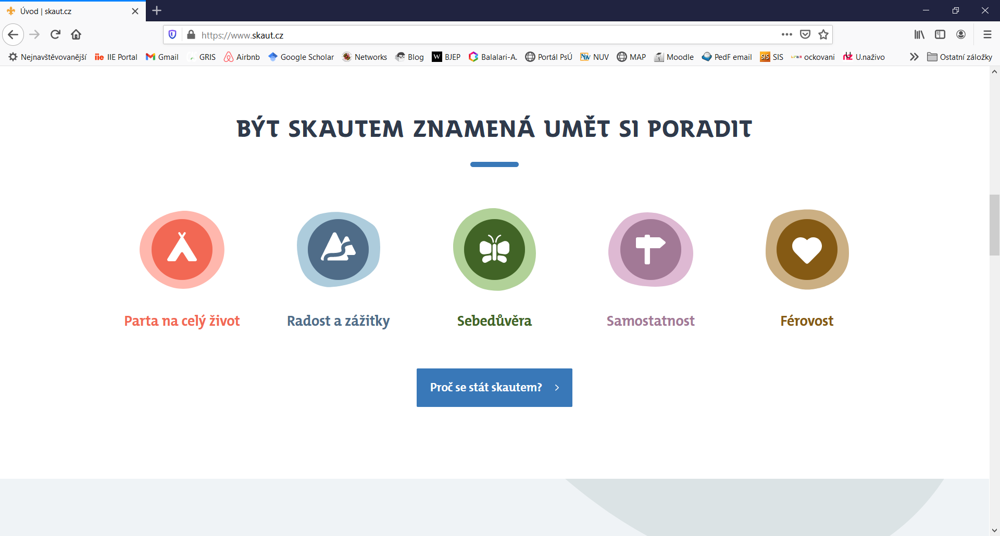 Úvod | skaut.cz
https://www.skaut.cz
Nejnavštěvovanější IIE Portal Gmail GRIS Airbnb Google Scholar Networks Blog BJEP Balalari-A. Portál PsÚ NUV MAP Moodle PedF email SIS ockovani U.naživo Ostatní záložky
BÝT SKAUTEM ZNAMENÁ UMĚT SI PORADIT
Parta na celý život
Radost a zážitky
Sebedůvěra
Samostatnost
Férovost
Proč se stát skautem?